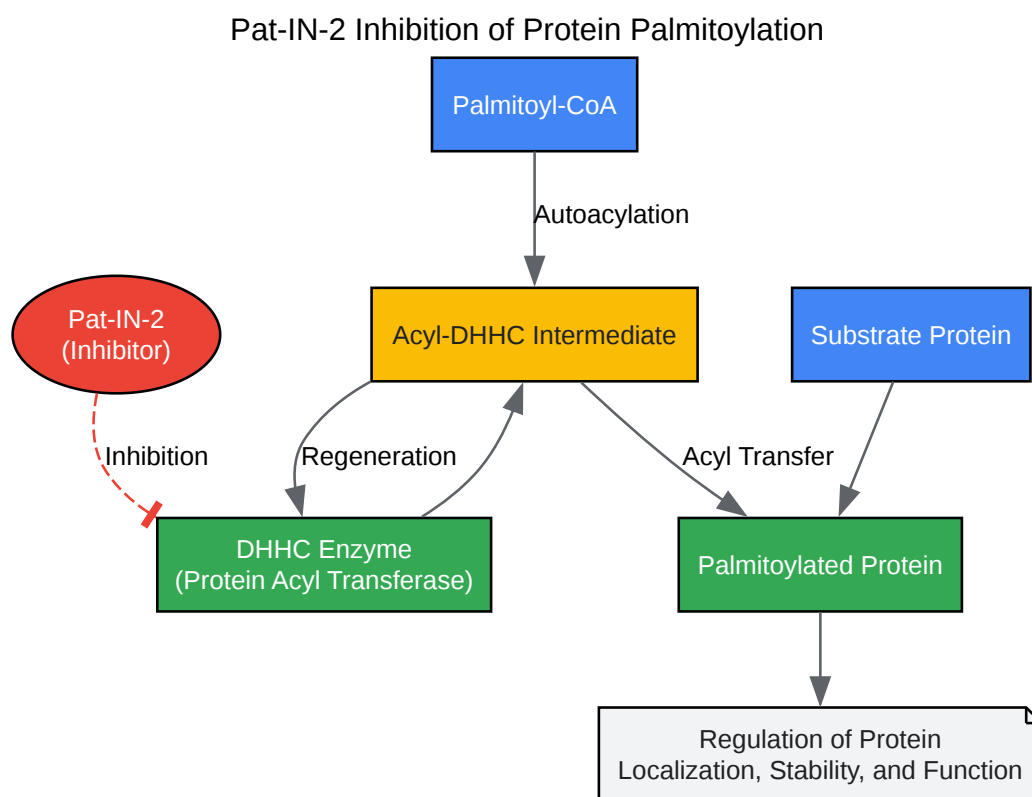 Pat-IN-2 Inhibition of Protein Palmitoylation
Palmitoyl-CoA
Autoacylation
Pat-IN-2
(Inhibitor)
Acyl-DHHC Intermediate
Substrate Protein
Inhibition
Regeneration
Acyl Transfer
DHHC Enzyme
(Protein Acyl Transferase)
Palmitoylated Protein
Regulation of Protein
Localization, Stability, and Function